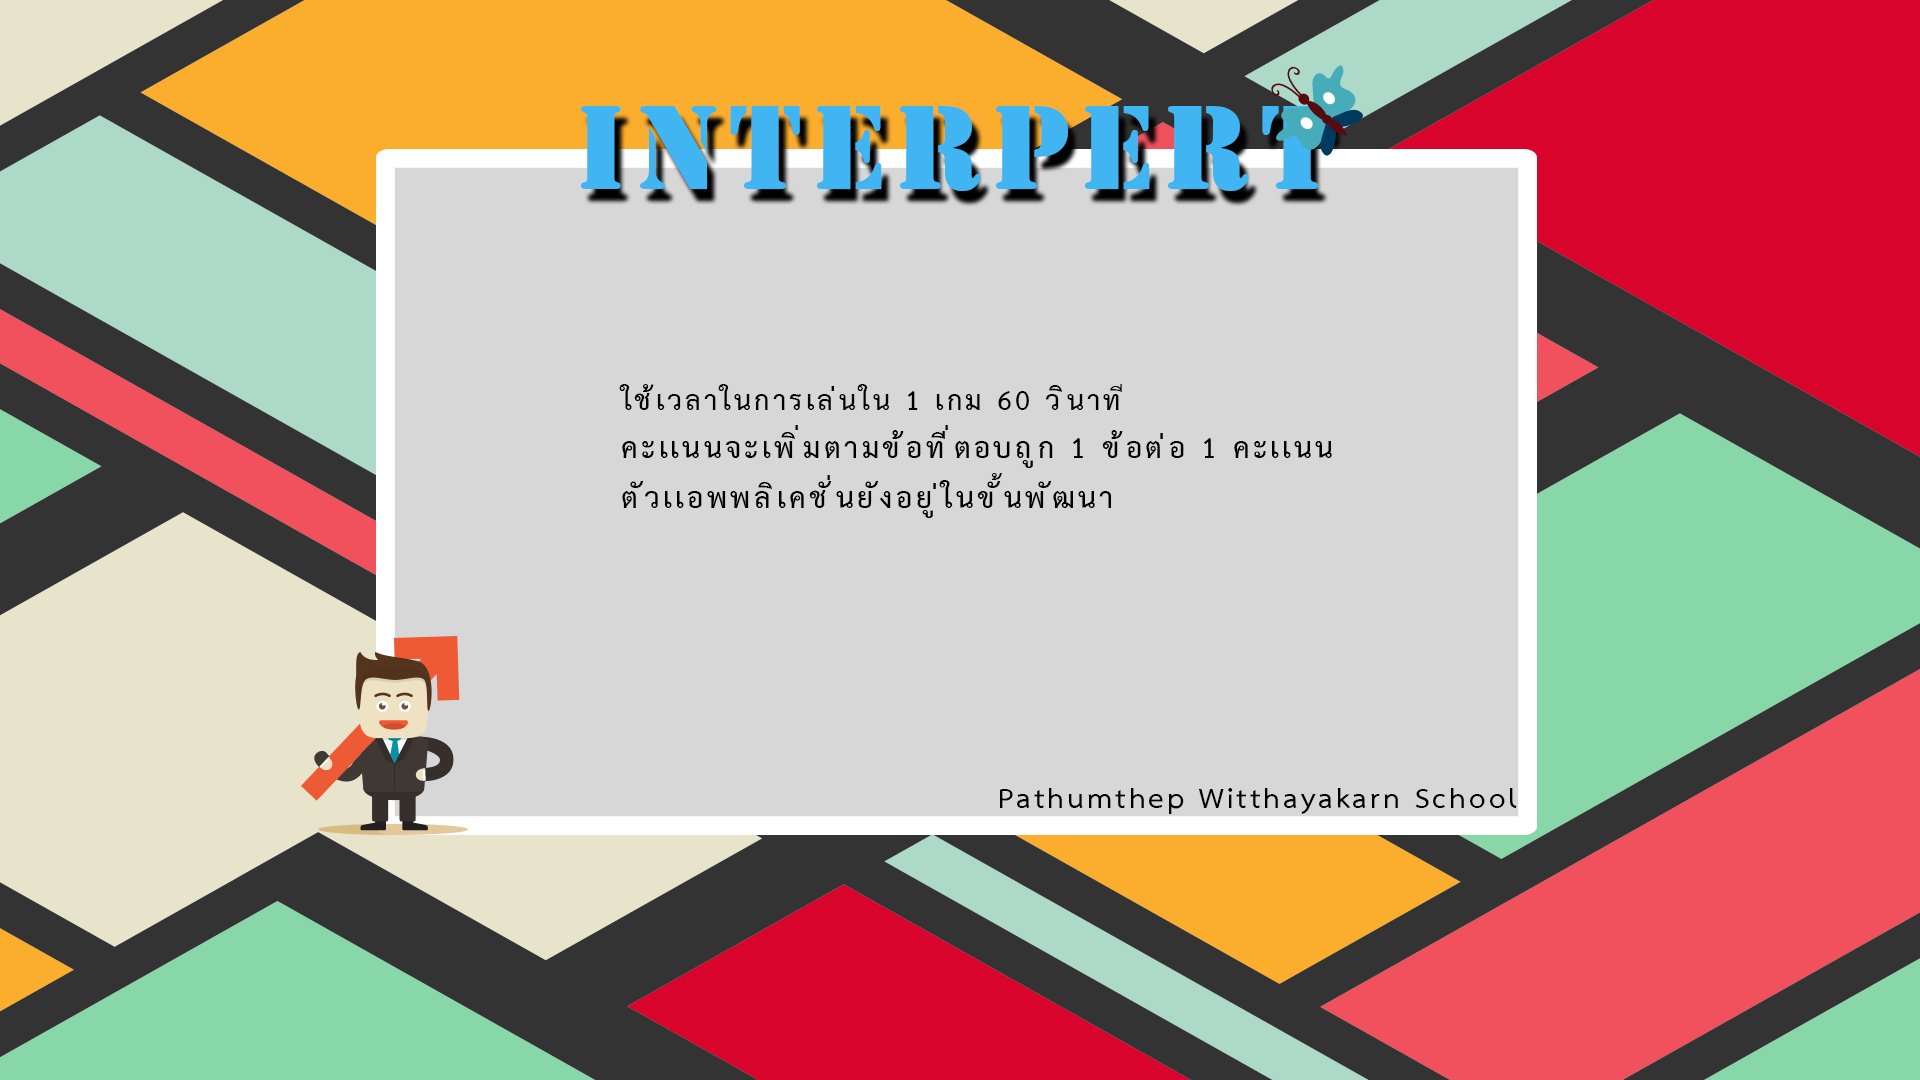 INTERPERT
ใช้เวลาในการเล่นใน 1 เกม 60 วินาที
คะแนนจะเพิ่มตามข้อที่ตอบถูก 1 ข้อต่อ 1 คะแนน
ตัวแอพพลิเคชั่นยังอยู่ในขั้นพัฒนา
Pathumthep Witthayakarn School